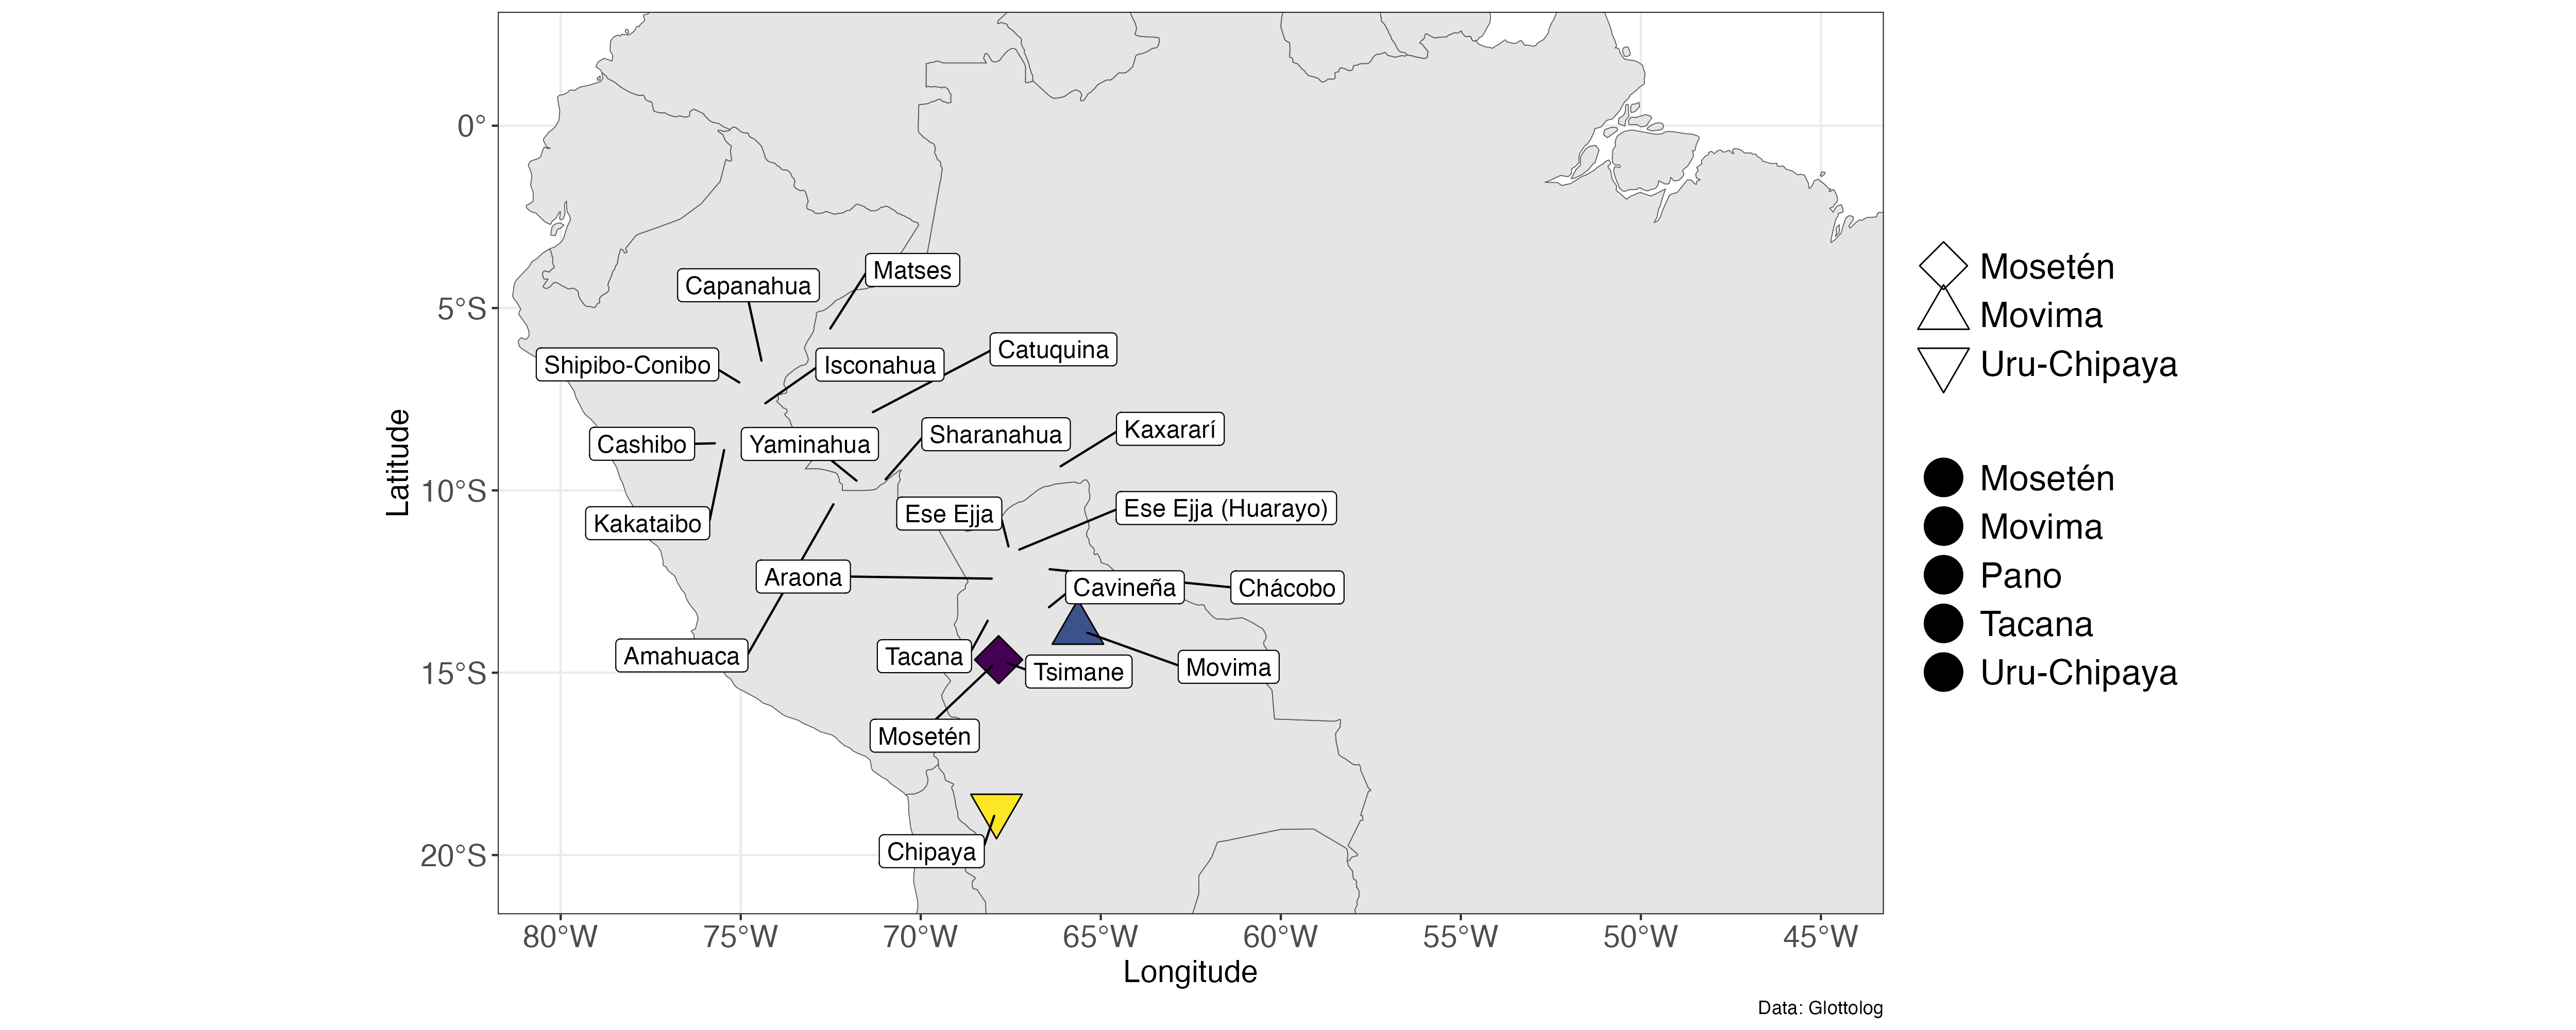 0°
5°S
10°S
15°S
20°S
Latitude
Matses
Capanahua
Catuquina
Shipibo-Conibo
Isconahua
Kaxararí
Sharanahua
Cashibo
Yaminahua
Ese Ejja (Huarayo)
Ese Ejja
Kakataibo
Araona
Cavineña
Chácobo
Amahuaca
Tacana
Movima
Tsimane
Mosetén
Chipaya
80°W
75°W
70°W
65°W
60°W
55°W
50°W
45°W
Longitude
Data: Glottolog
Mosetén
Movima
Uru-Chipaya
Mosetén
Movima
Pano
Tacana
Uru-Chipaya